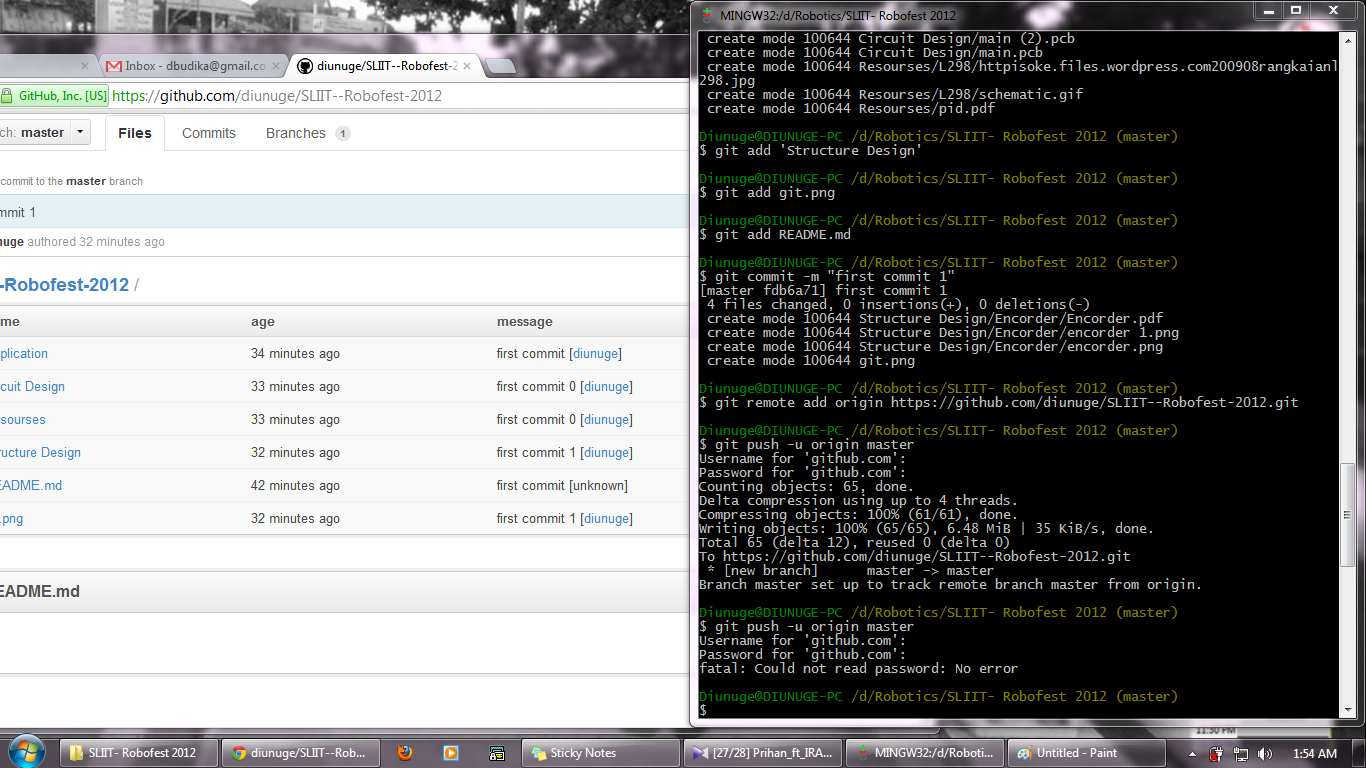 MINGW32:/d/Robotics/SLIIT- Robofest 2012
Inbox - dbudika@gmail.co
diunuge/SLIIT--Robofest-2
GitHub, Inc. [US]
https://github.com/diunuge/SLIIT--Robofest-2012
ch: master
Files
Commits
Branches 1
commit to the master branch
mmit 1
nuge authored 32 minutes ago
-Robofest-2012 /
me age message
plication 34 minutes ago first commit [diunuge]
cuit Design 33 minutes ago first commit 0 [diunuge]
sourses 33 minutes ago first commit 0 [diunuge]
ructure Design 32 minutes ago first commit 1 [diunuge]
EADME.md 42 minutes ago first commit [unknown]
.png 32 minutes ago first commit 1 [diunuge]
EADME.md
create mode 100644 Circuit Design/main (2).pcb
create mode 100644 Circuit Design/main.pcb
create mode 100644 Resourses/L298/httpisoke.files.wordpress.com200908rangkaianl
298.jpg
create mode 100644 Resourses/L298/schematic.gif
create mode 100644 Resourses/pid.pdf
Diunuge@DIUNUGE-PC /d/Robotics/SLIIT- Robofest 2012 (master)
$ git add 'Structure Design'
Diunuge@DIUNUGE-PC /d/Robotics/SLIIT- Robofest 2012 (master)
$ git add git.png
Diunuge@DIUNUGE-PC /d/Robotics/SLIIT- Robofest 2012 (master)
$ git add README.md
Diunuge@DIUNUGE-PC /d/Robotics/SLIIT- Robofest 2012 (master)
$ git commit -m "first commit 1"
[master fdb6a71] first commit 1
4 files changed, 0 insertions(+), 0 deletions(-)
create mode 100644 Structure Design/Encorder/Encorder.pdf
create mode 100644 Structure Design/Encorder/encorder 1.png
create mode 100644 Structure Design/Encorder/encorder.png
create mode 100644 git.png
Diunuge@DIUNUGE-PC /d/Robotics/SLIIT- Robofest 2012 (master)
$ git remote add origin https://github.com/diunuge/SLIIT--Robofest-2012.git
Diunuge@DIUNUGE-PC /d/Robotics/SLIIT- Robofest 2012 (master)
$ git push -u origin master
Username for 'github.com':
Password for 'github.com':
Counting objects: 65, done.
Delta compression using up to 4 threads.
Compressing objects: 100% (61/61), done.
Writing objects: 100% (65/65), 6.48 MiB | 35 KiB/s, done.
Total 65 (delta 12), reused 0 (delta 0)
To https://github.com/diunuge/SLIIT--Robofest-2012.git
* [new branch] master -> master
Branch master set up to track remote branch master from origin.
Diunuge@DIUNUGE-PC /d/Robotics/SLIIT- Robofest 2012 (master)
$ git push -u origin master
Username for 'github.com':
Password for 'github.com':
fatal: Could not read password: No error
Diunuge@DIUNUGE-PC /d/Robotics/SLIIT- Robofest 2012 (master)
$
11:50 PM
SLIIT- Robofest 2012
diunuge/SLIIT--Rob...
Sticky Notes
[27/28] Prihan_ft_IRA...
MINGW32:/d/Roboti...
Untitled - Paint
1:54 AM